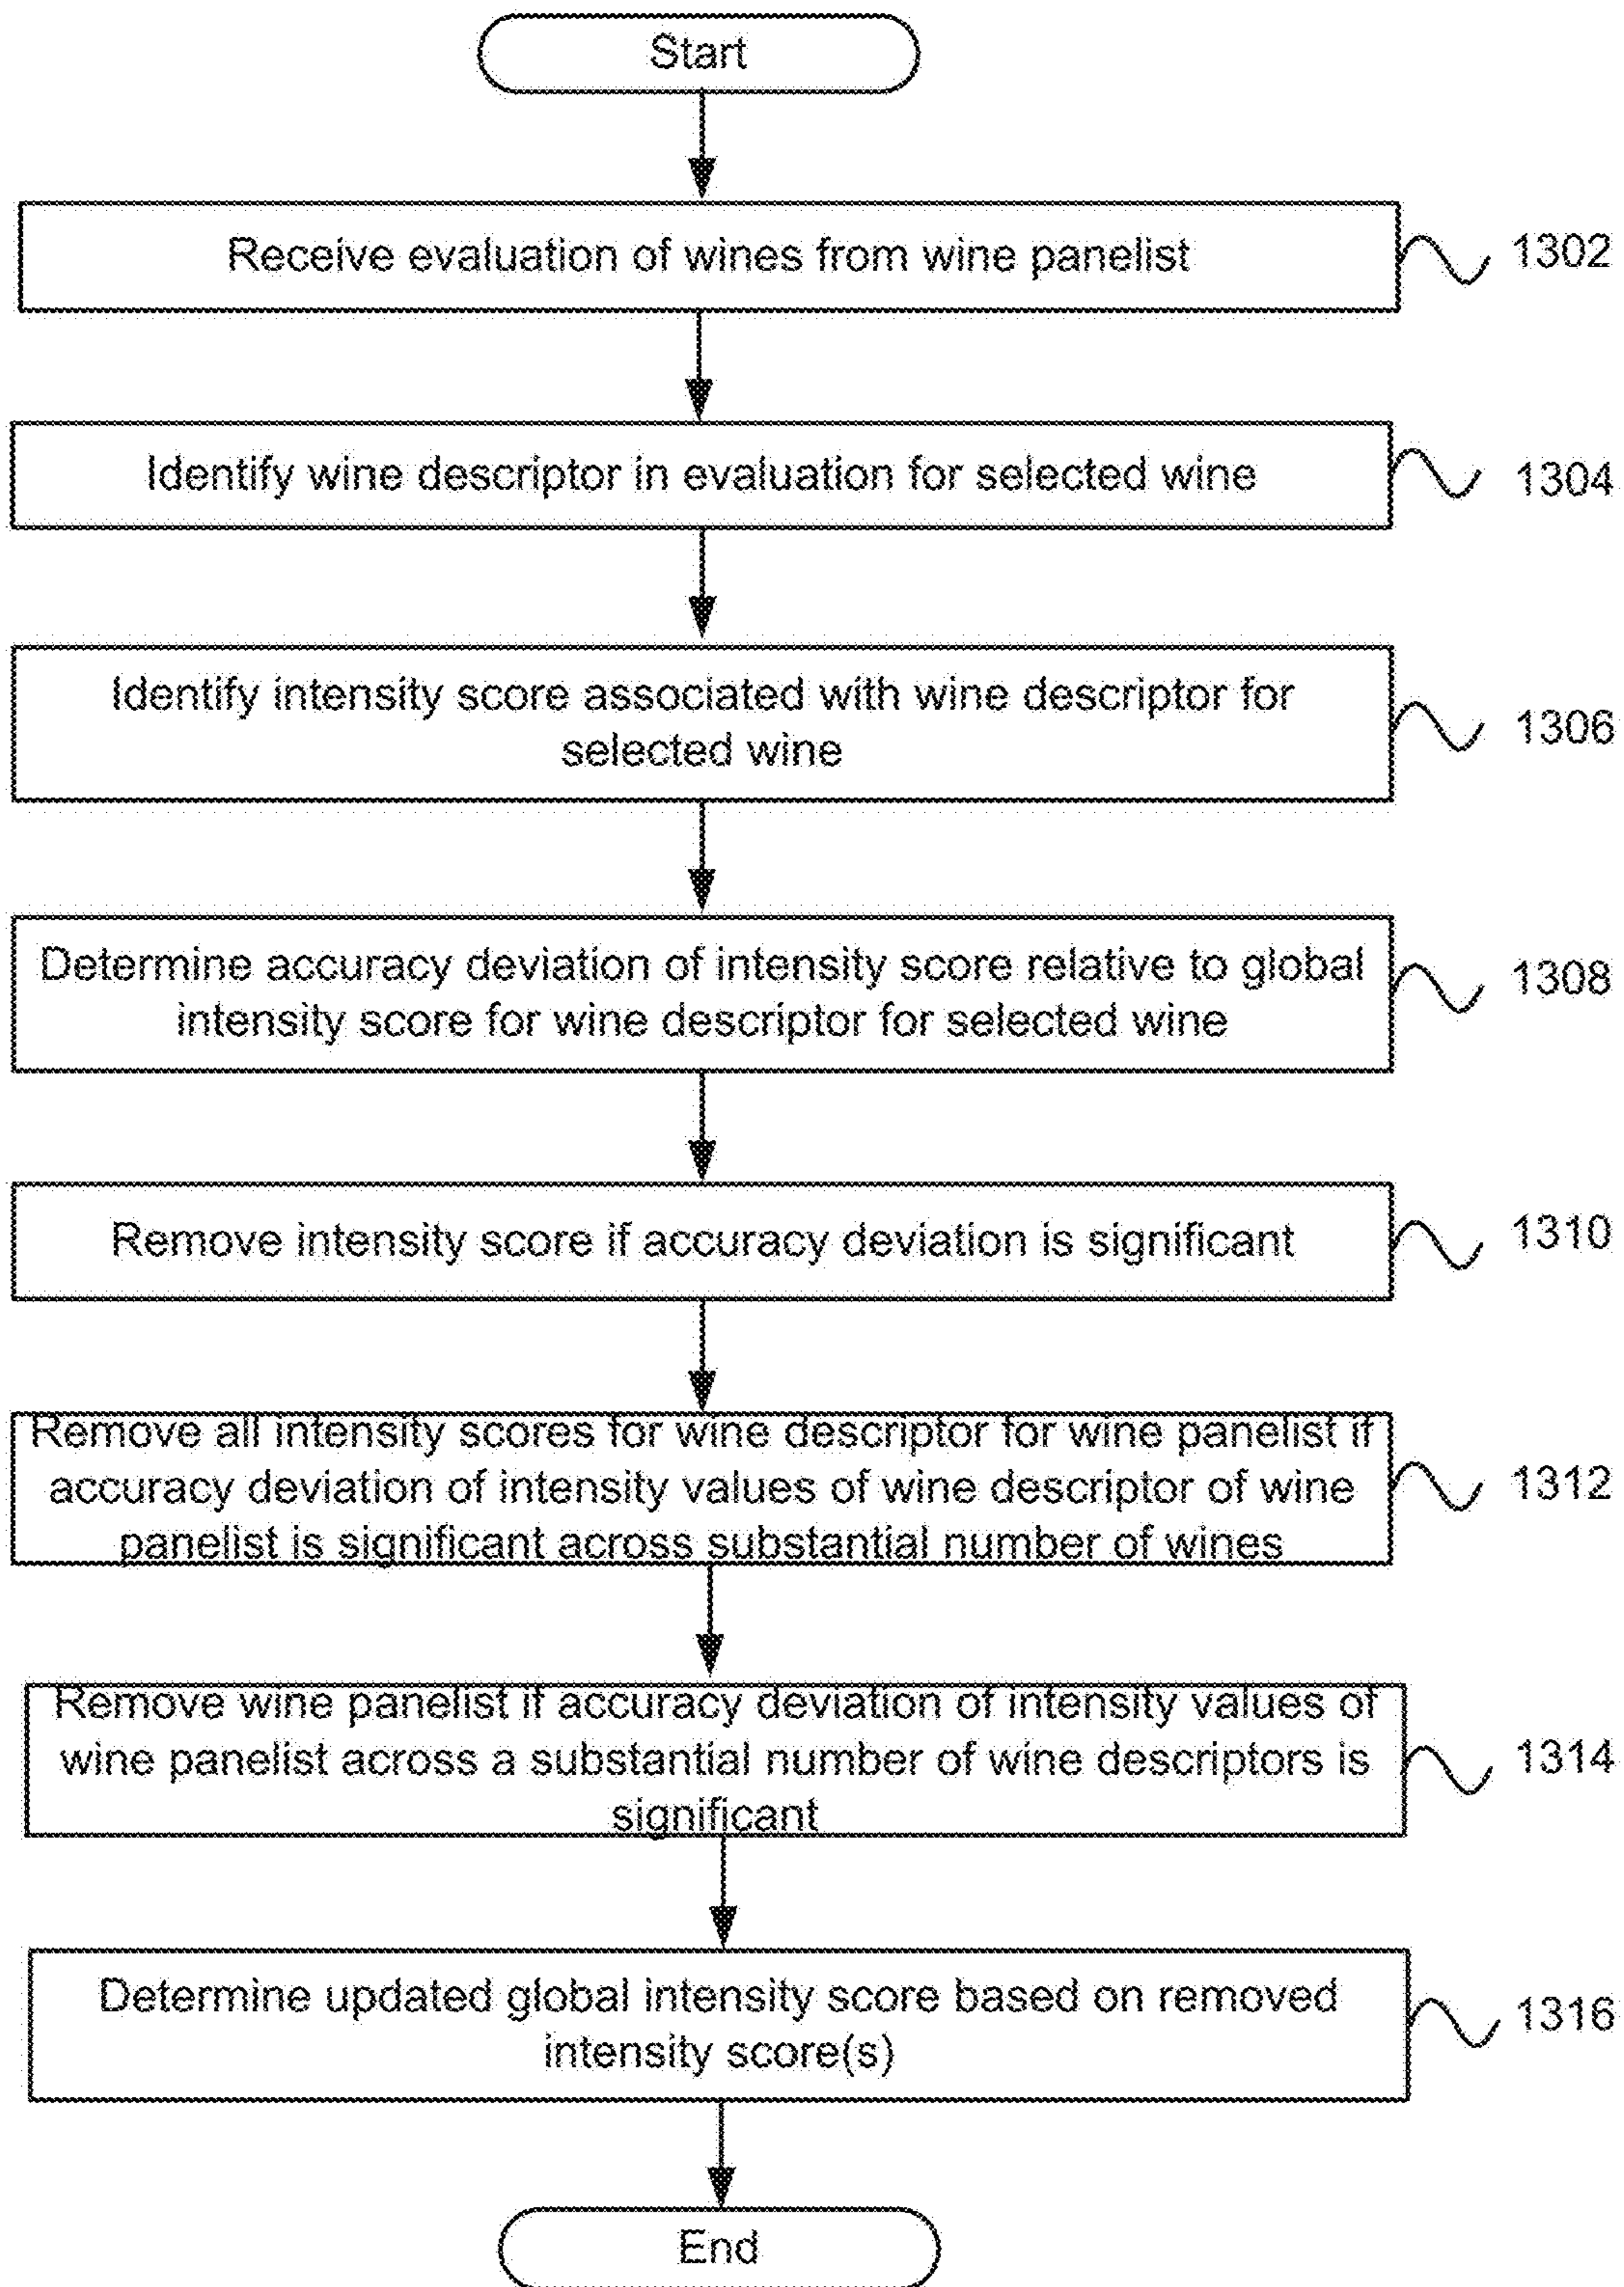 Start
Receive evaluation of wines from wine panelist
1302
Identify wine descriptor in evaluation for selected wine
1304
Identify intensity score associated with wine descriptor for
selected wine
1306
Determine accuracy deviation of intensity score relative to global
intensity score for wine descriptor for selected wine
1308
Remove intensity score if accuracy deviation is significant
1310
Remove all intensity scores for wine descriptor for wine panelist if
accuracy deviation of intensity values of wine descriptor of wine
panelist is significant across substantial number of wines
1312
Remove wine panelist if accuracy deviation of intensity values of
wine panelist across a substantial number of wine descriptors is
significant
1314
Determine updated global intensity score based on removed
intensity score(s)
1316
End